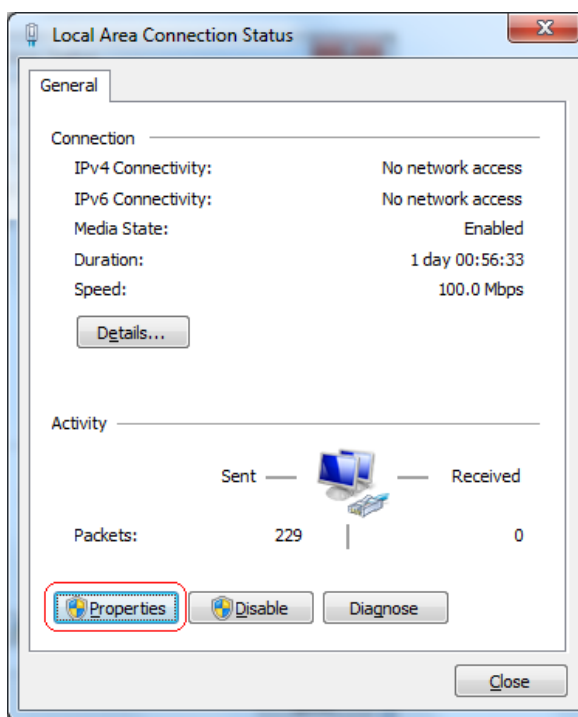 Local Area Connection Status
General
Connection
IPv4 Connectivity: No network access
IPv6 Connectivity: No network access
Media State: Enabled
Duration: 1 day 00:56:33
Speed: 100.0 Mbps
Details...
Activity
Sent Received
Packets: 229 0
Properties Disable Diagnose
Close